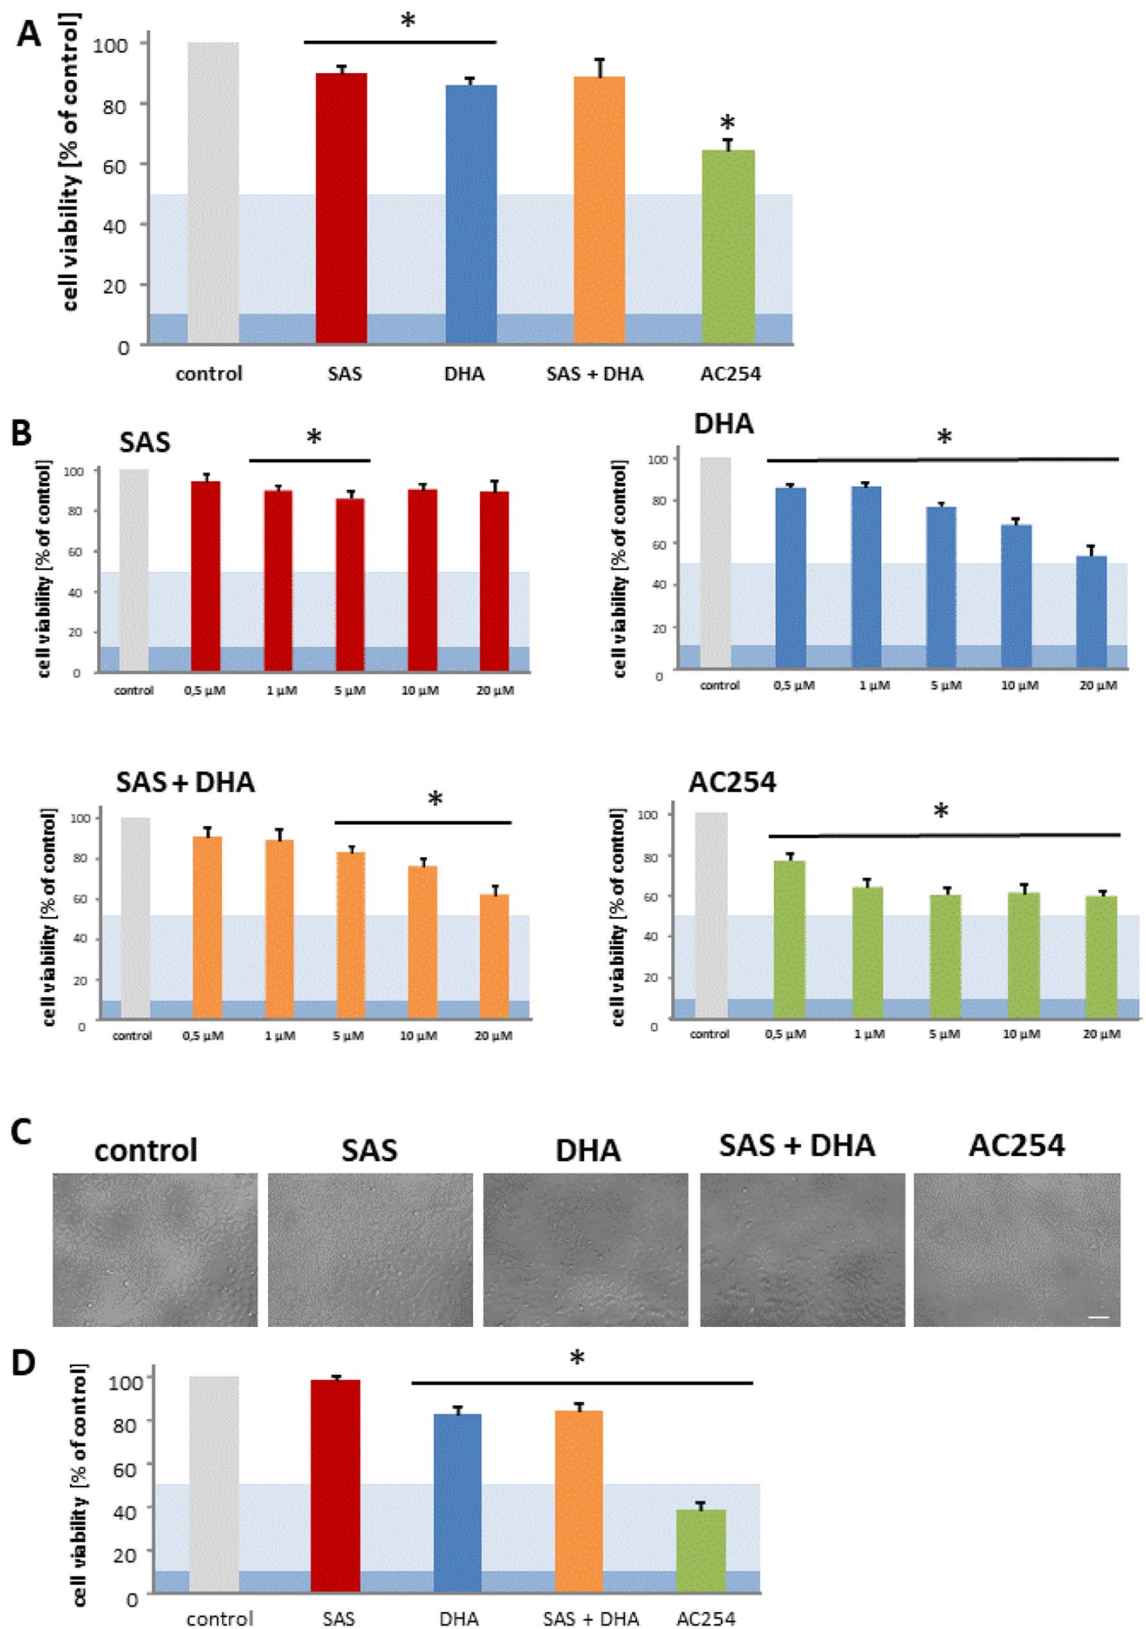 A
cell viability [% of control]
*
*
100
80
60
40
20
0
control SAS DHA SAS + DHA AC254
B
SAS
*
cell viability [% of control]
100
80
60
40
20
0
control 0,5 μM 1 μM 5 μM 10 μM 20 μM
DHA
*
cell viability [% of control]
100
80
60
40
20
0
control 0,5 μM 1 μM 5 μM 10 μM 20 μM
SAS + DHA
*
cell viability [% of control]
100
80
60
40
20
0
control 0,5 μM 1 μM 5 μM 10 μM 20 μM
AC254
*
cell viability [% of control]
100
80
60
40
20
0
control 0,5 μM 1 μM 5 μM 10 μM 20 μM
C
control SAS DHA SAS + DHA AC254
D
*
cell viability [% of control]
100
80
60
40
20
0
control SAS DHA SAS + DHA AC254